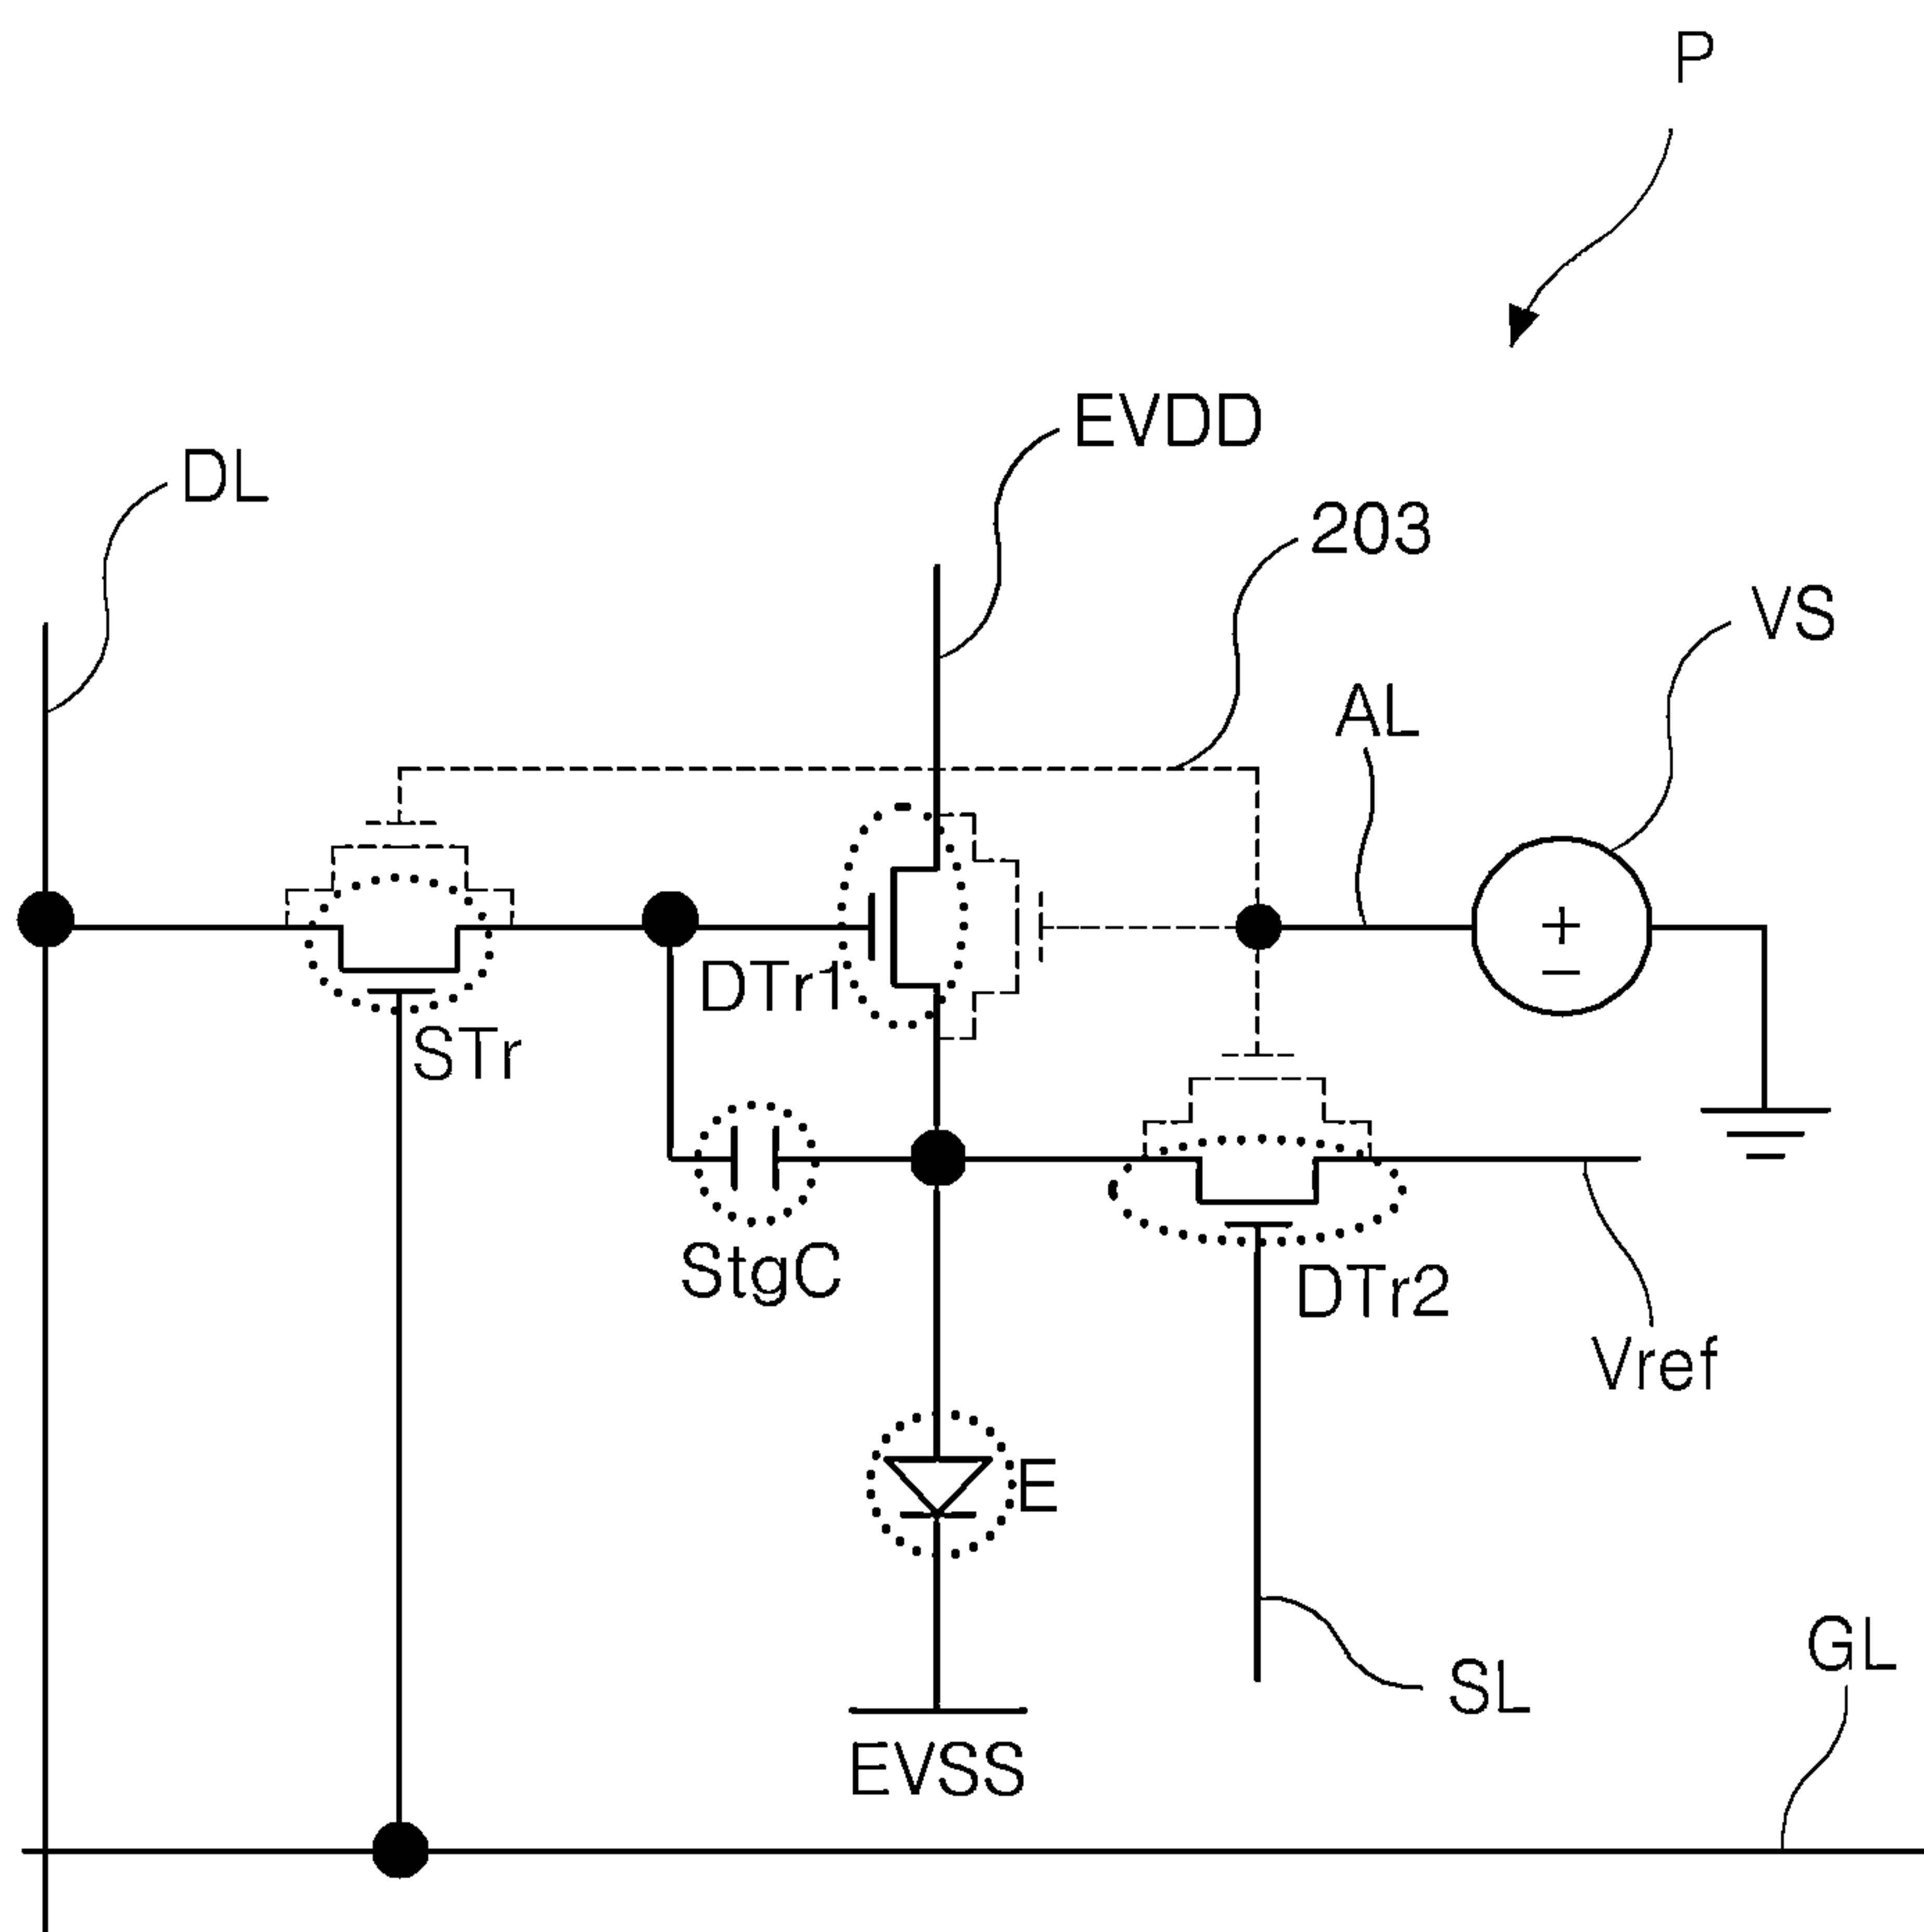 P
EVDD
DL
203
VS
AL
DTr1
STr
StgC
DTr2
Vref
E
GL
SL
EVSS